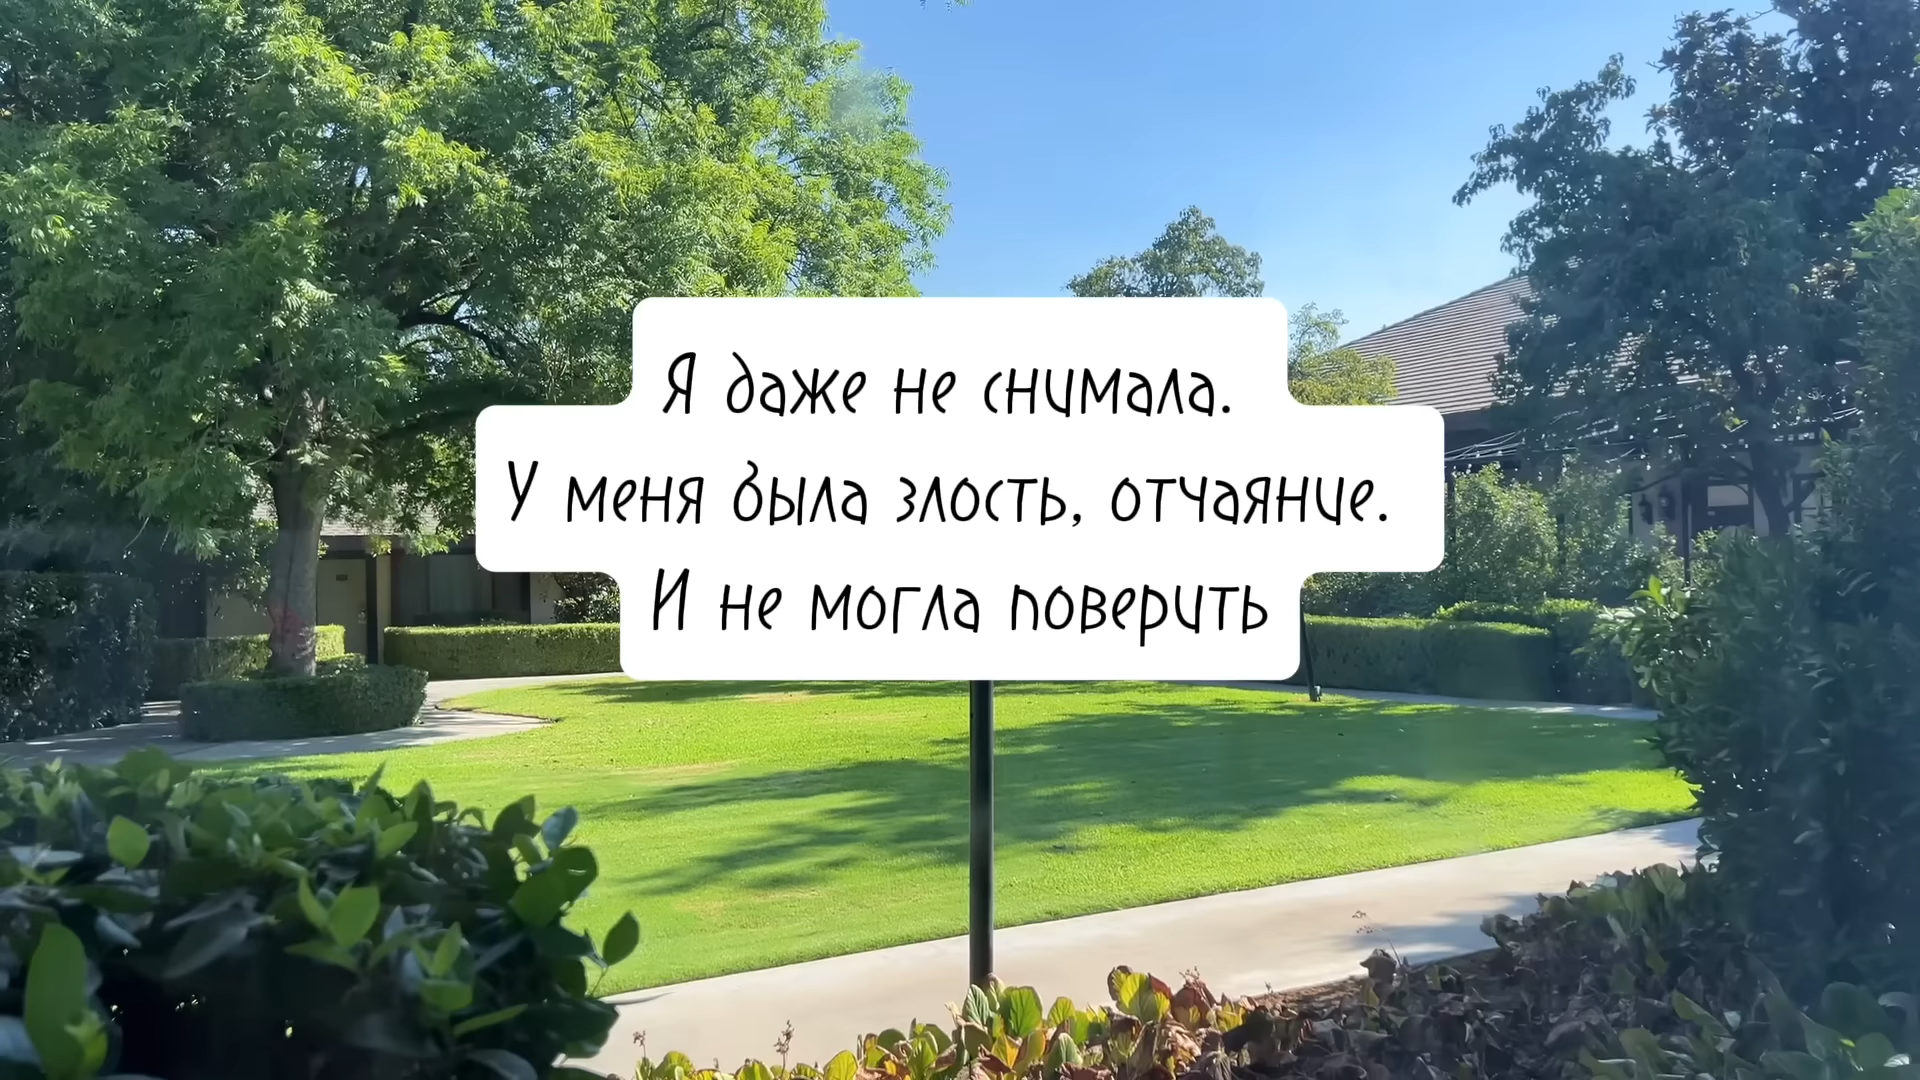 Я даже не снимала.
У меня была злость, отчаяние.
И не могла поверить